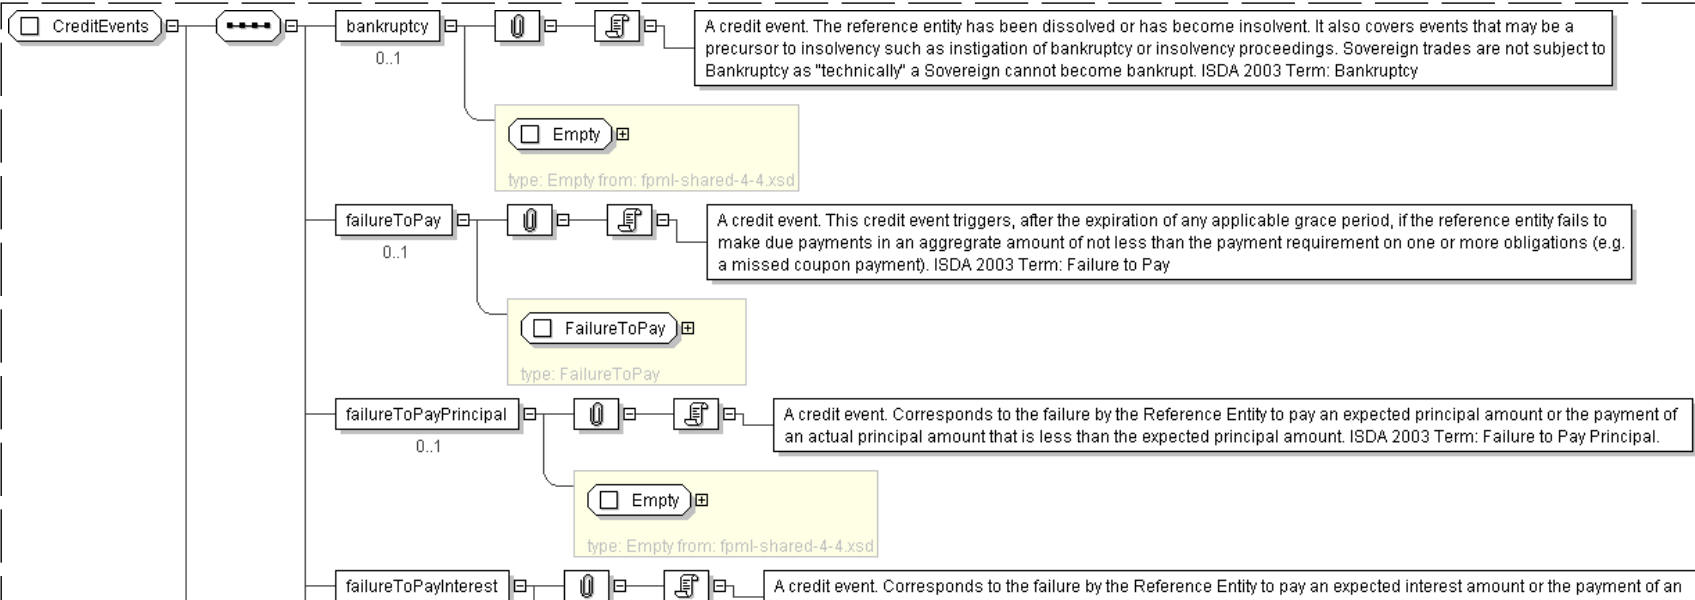 CreditEvents
bankruptcy
0..1
A credit event. The reference entity has been dissolved or has become insolvent. It also covers events that may be a
precursor to insolvency such as instigation of bankruptcy or insolvency proceedings. Sovereign trades are not subject to
Bankruptcy as "technically" a Sovereign cannot become bankrupt. ISDA 2003 Term: Bankruptcy
Empty
type: Empty from: fpml-shared-4-4.xsd
failureToPay
0..1
A credit event. This credit event triggers, after the expiration of any applicable grace period, if the reference entity fails to
make due payments in an aggregrate amount of not less than the payment requirement on one or more obligations (e.g.
a missed coupon payment). ISDA 2003 Term: Failure to Pay
FailureToPay
type: FailureToPay
failureToPayPrincipal
0..1
A credit event. Corresponds to the failure by the Reference Entity to pay an expected principal amount or the payment of
an actual principal amount that is less than the expected principal amount. ISDA 2003 Term: Failure to Pay Principal.
Empty
type: Empty from: fpml-shared-4-4.xsd
failureToPayInterest
A credit event. Corresponds to the failure by the Reference Entity to pay an expected interest amount or the payment of an